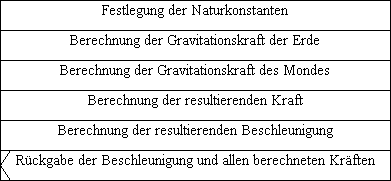 Festlegung der Naturkonstanten
Berechnung der Gravitationskraft der Erde
Berechnung der Gravitationskraft des Mondes
Berechnung der resultierenden Kraft
Berechnung der resultierenden Beschleunigung
Rückgabe der Beschleunigung und allen berechneten Kräften